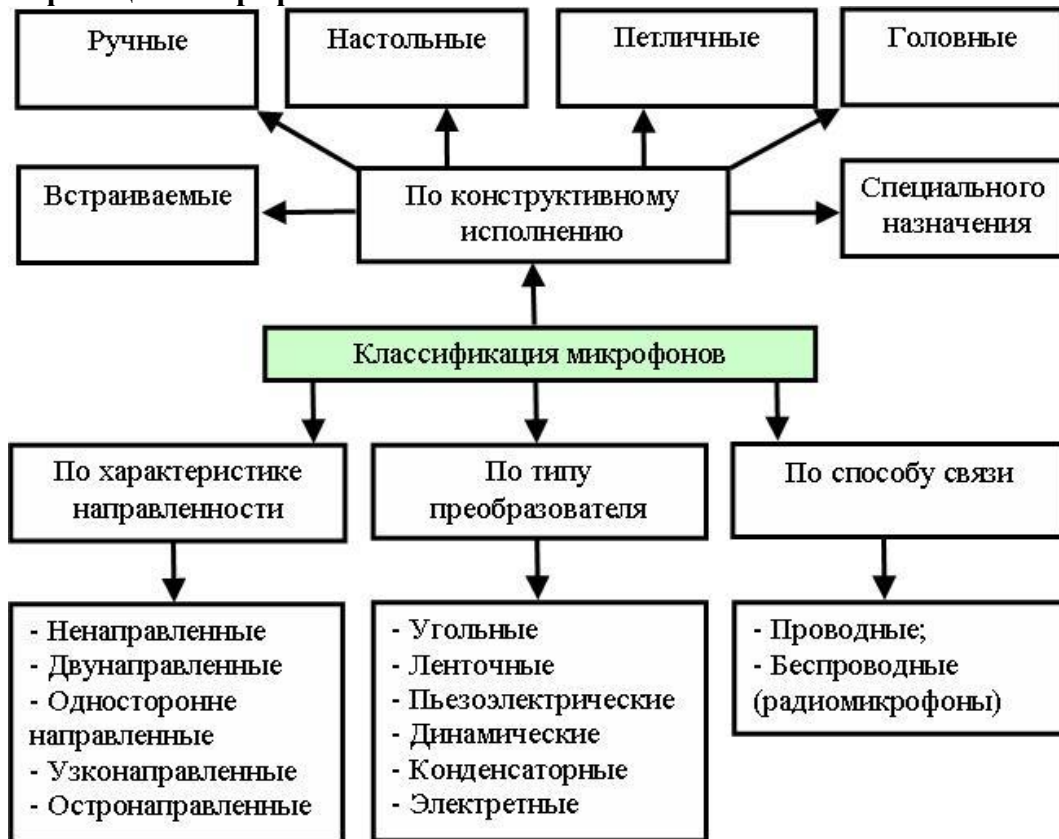 Ручные
Настольные
Петличные
Головные
Встраиваемые
По конструктивному
исполнению
Специального
назначения
Классификация микрофонов
По характеристике
направленности
По типу
преобразователя
По способу связи
- Ненаправленные
- Двунаправленные
- Односторонне
направленные
- Узконаправленные
- Остронаправленные
- Угольные
- Ленточные
- Пьезоэлектрические
- Динамические
- Конденсаторные
- Электретные
- Проводные;
- Беспроводные
(радиомикрофоны)